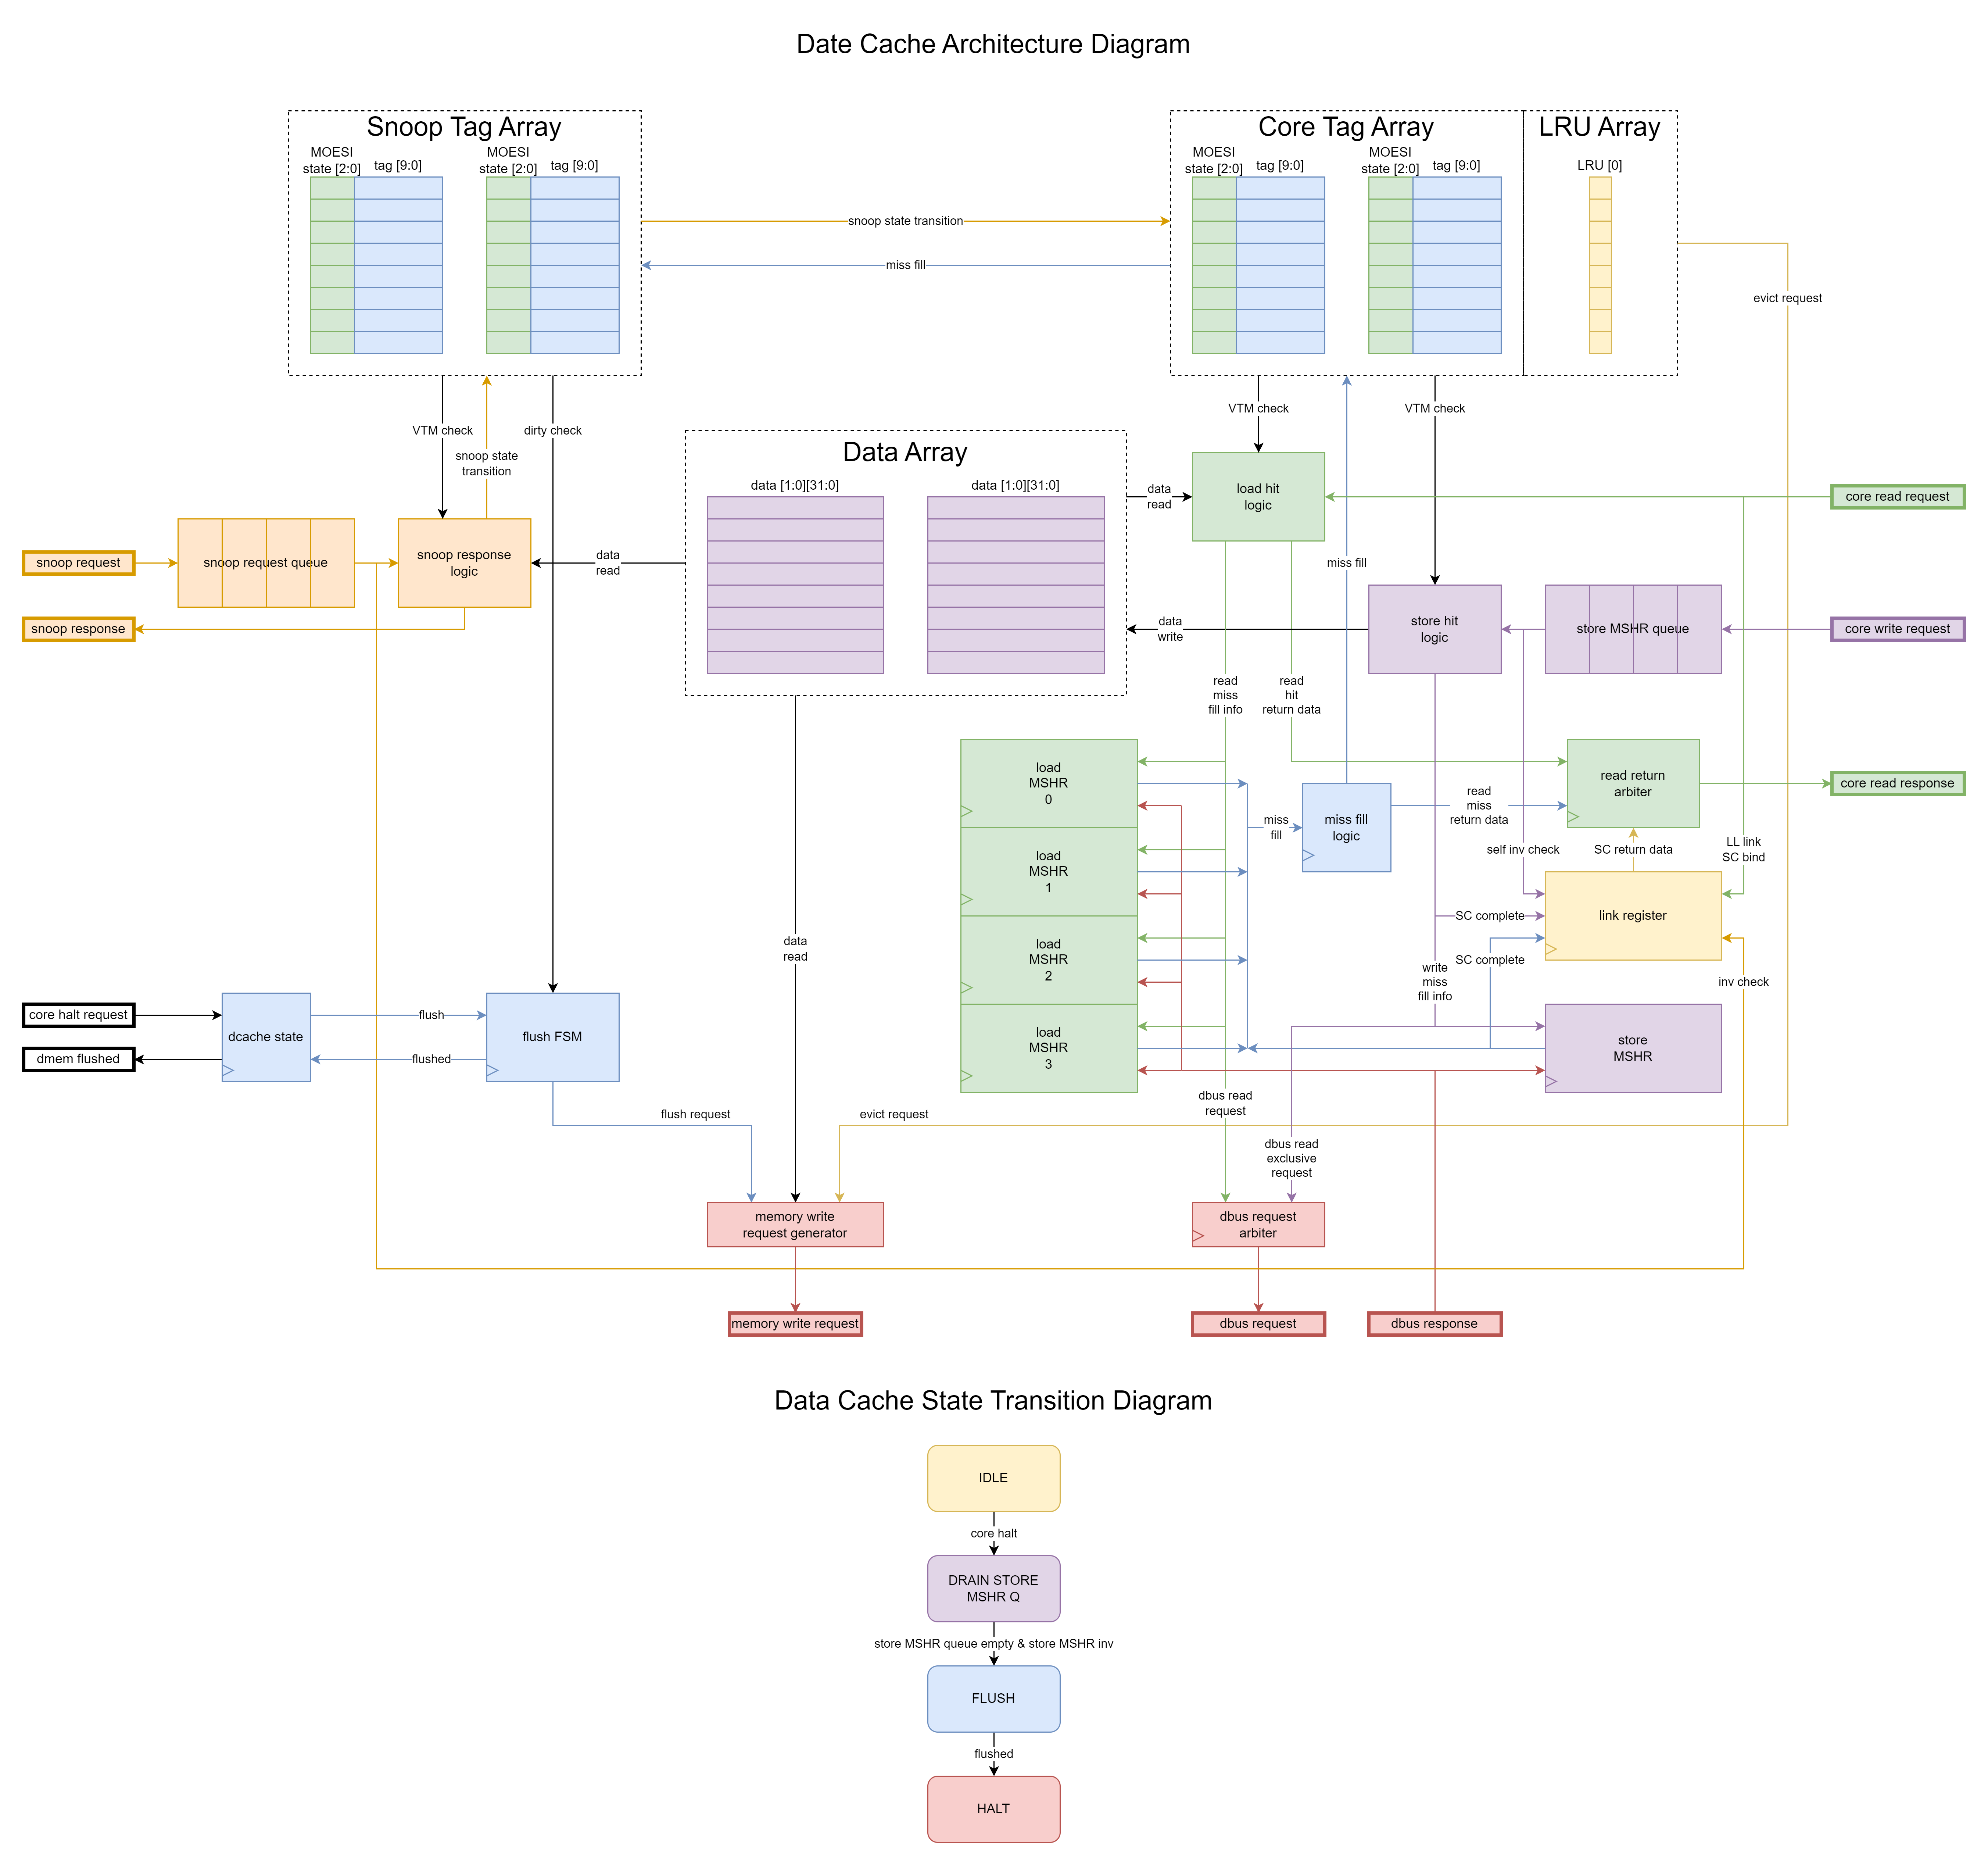 Date Cache Architecture Diagram
Snoop Tag Array
MOESI
state [2:0]
tag [9:0]
MOESI
state [2:0]
tag [9:0]
Core Tag Array
MOESI
state [2:0]
tag [9:0]
MOESI
state [2:0]
tag [9:0]
LRU Array
LRU [0]
snoop state transition
miss fill
evict request
VTM check
snoop state
transition
dirty check
VTM check
VTM check
Data Array
data [1:0][31:0]
data [1:0][31:0]
data
read
load hit
logic
core read request
snoop request
snoop request queue
snoop response
logic
data
read
miss fill
snoop response
data
write
store hit
logic
store MSHR queue
core write request
read
miss
fill info
read
hit
return data
load
MSHR
0
load
MSHR
1
load
MSHR
2
load
MSHR
3
miss
fill
miss fill
logic
read
miss
return data
read return
arbiter
core read response
self inv check
SC return data
LL link
SC bind
SC complete
link register
SC complete
write
miss
fill info
inv check
data
read
core halt request
dmem flushed
dcache state
flush
flushed
flush FSM
store
MSHR
flush request
evict request
dbus read
request
dbus read
exclusive
request
memory write
request generator
dbus request
arbiter
memory write request
dbus request
dbus response
Data Cache State Transition Diagram
IDLE
core halt
DRAIN STORE
MSHR Q
store MSHR queue empty & store MSHR inv
FLUSH
flushed
HALT